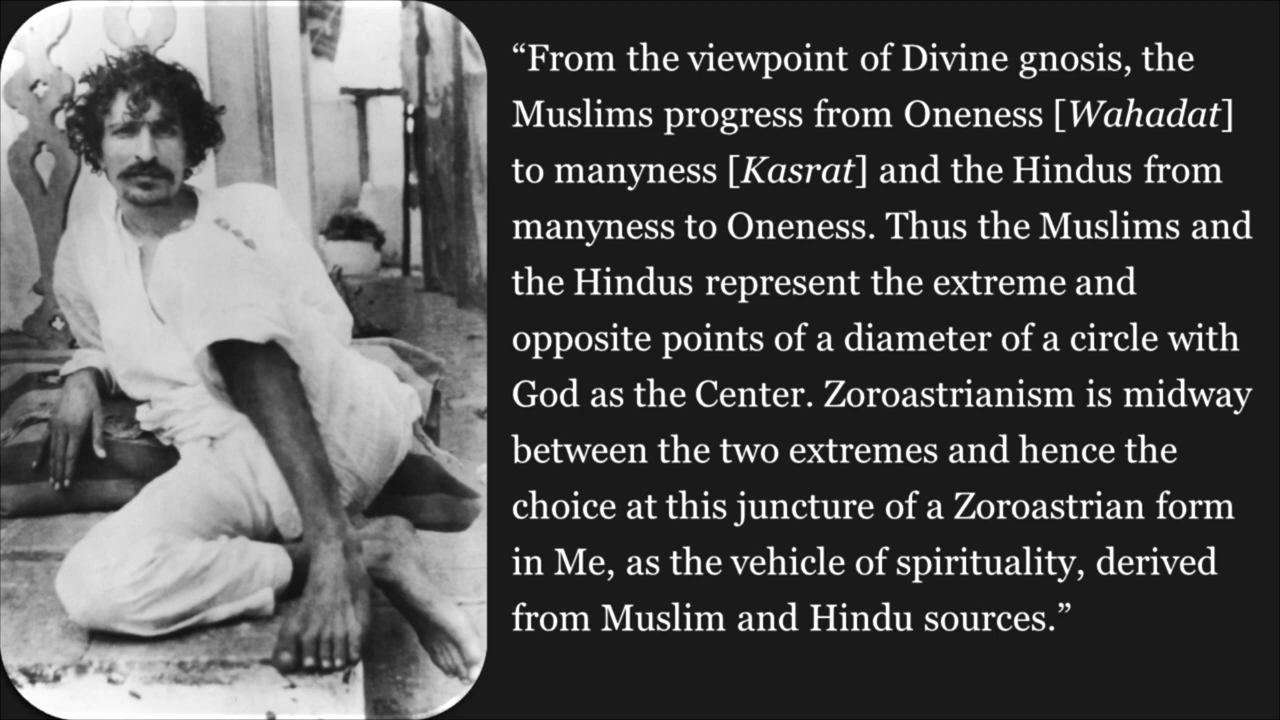 “From the viewpoint of Divine gnosis, the
Muslims progress from Oneness [Wahadat]
to manyness [Kasrat] and the Hindus from
manyness to Oneness. Thus the Muslims and
the Hindus represent the extreme and
opposite points of a diameter of a circle with
God as the Center. Zoroastrianism is midway
between the two extremes and hence the
choice at this juncture of a Zoroastrian form
in Me, as the vehicle of spirituality, derived
from Muslim and Hindu sources.”